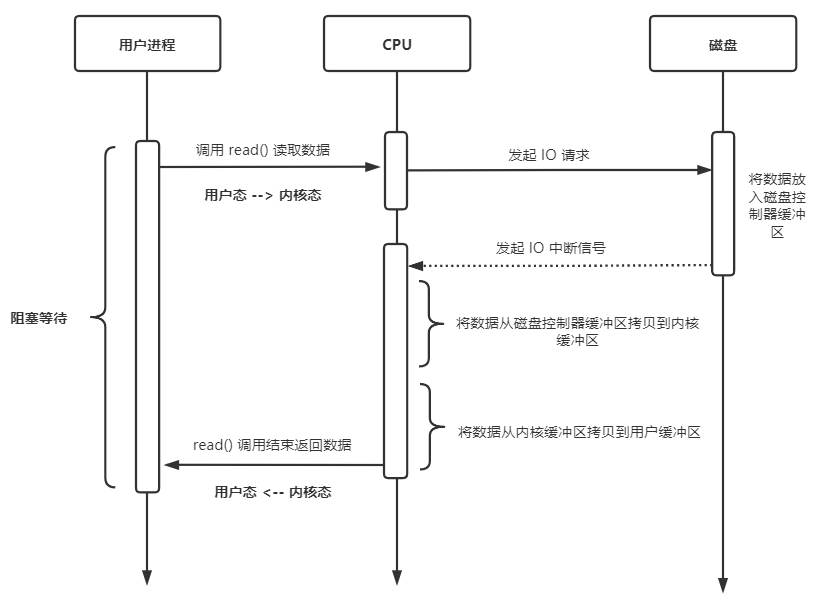 用户进程
CPU
磁盘
调用 read() 读取数据
发起 IO 请求
用户态 --> 内核态
将数据放
入磁盘控
制器缓冲
区
发起 IO 中断信号
阻塞等待
将数据从磁盘控制器缓冲区拷贝到内核
缓冲区
将数据从内核缓冲区拷贝到用户缓冲区
read() 调用结束返回数据
用户态 <-- 内核态